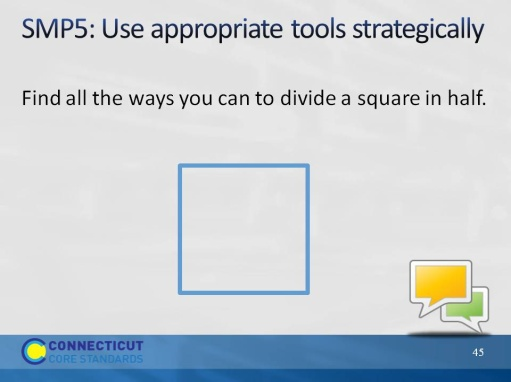 SMP5: Use appropriate tools strategically
Find all the ways you can to divide a square in half.
CONNECTICUT
CORE STANDARDS
45